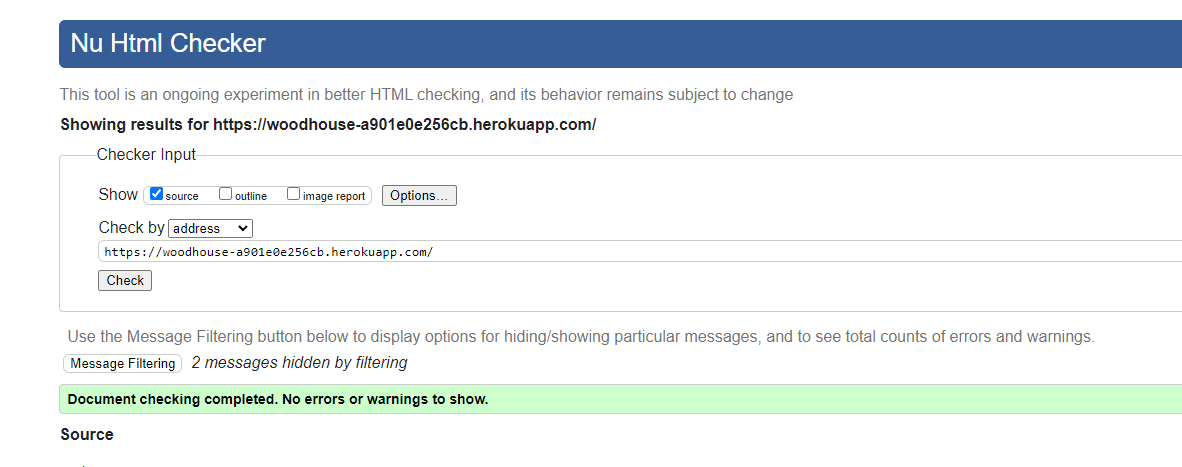 Nu Html Checker
This tool is an ongoing experiment in better HTML checking, and its behavior remains subject to change
Showing results for https://woodhouse-a901e0e256cb.herokuapp.com/
Checker Input
Show source outline image report Options...
Check by address
https://woodhouse-a901e0e256cb.herokuapp.com/
Check
Use the Message Filtering button below to display options for hiding/showing particular messages, and to see total counts of errors and warnings.
Message Filtering 2 messages hidden by filtering
Document checking completed. No errors or warnings to show.
Source